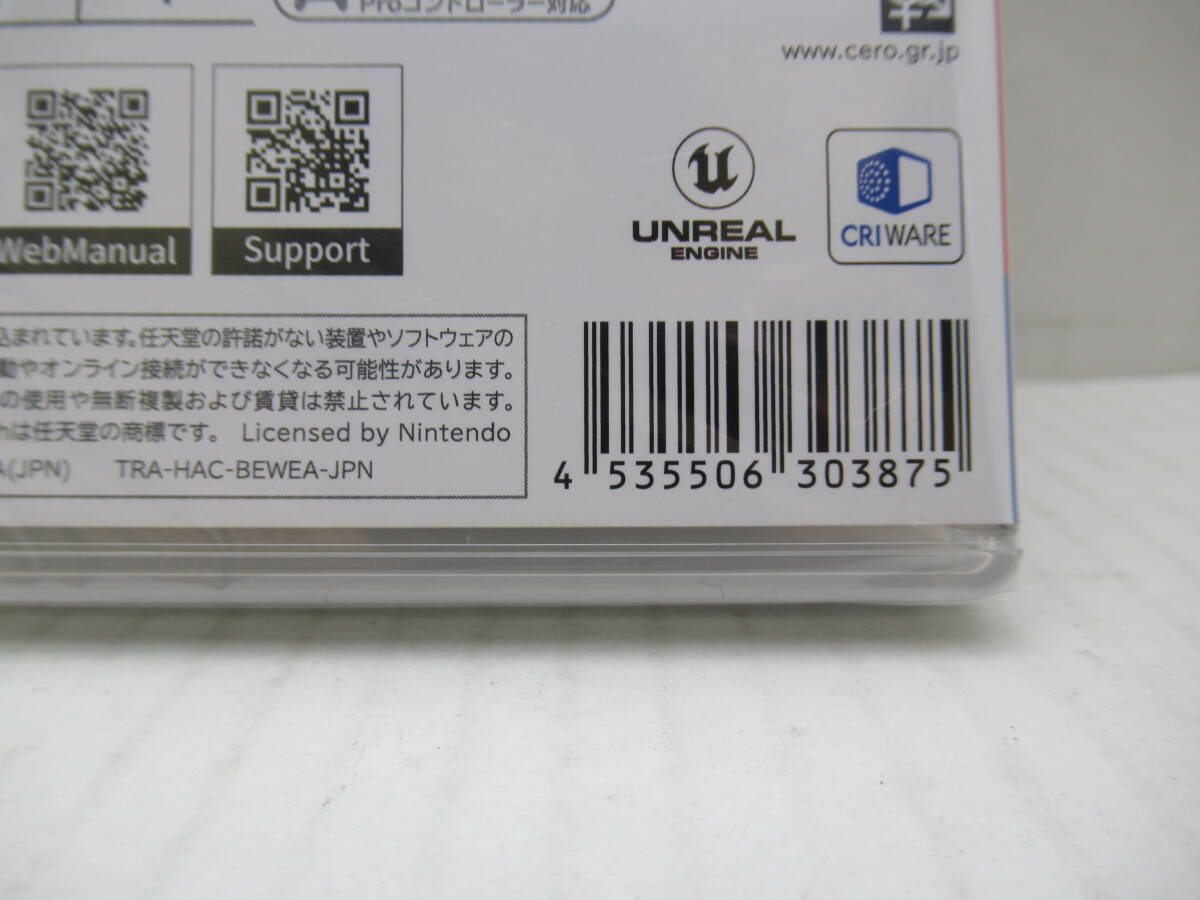 Proコントローラー対応
www.cero.gr.jp
WebManual
Support
UNREAL
ENGINE
CRIWARE
込まれています。任天堂の許諾がない装置やソフトウェアの
動やオンライン接続ができなくなる可能性があります。
の使用や無断複製および賃貸は禁止されています。
hは任天堂の商標です。 Licensed by Nintendo
A(JPN) TRA-HAC-BEWEA-JPN
4 535506 303875